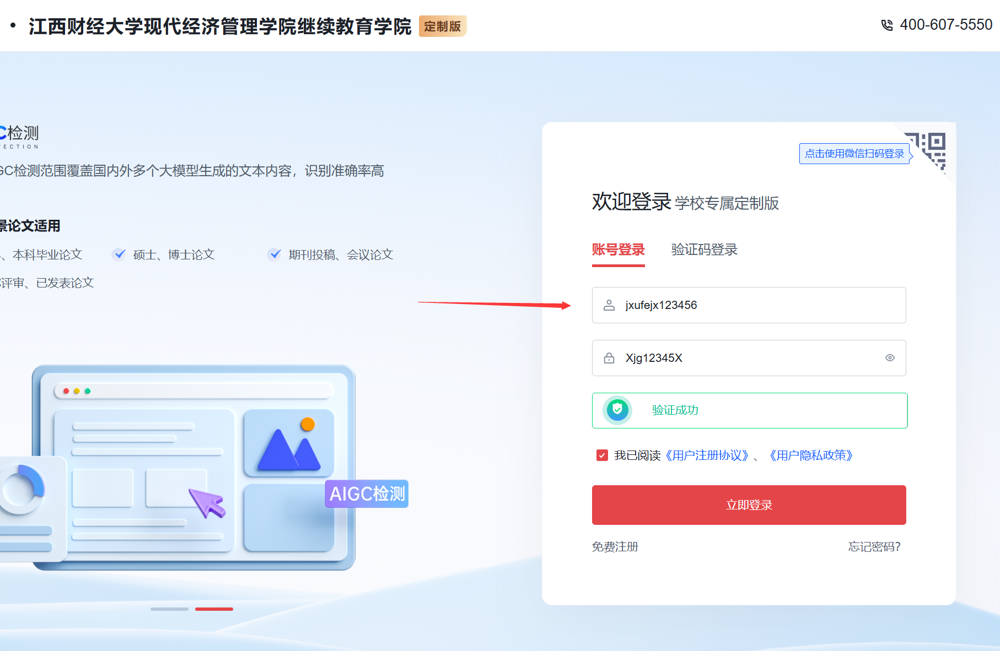 江西财经大学现代经济管理学院继续教育学院 定制版
400-607-5550
C检测
TECTION
GC检测范围覆盖国内外多个大模型生成的文本内容，识别准确率高
景论文适用
、本科毕业论文 硕士、博士论文 期刊投稿、会议论文
评审、已发表论文
AIGC检测
点击使用微信扫码登录
欢迎登录 学校专属定制版
账号登录 验证码登录
jxufejx123456
Xjg12345X
验证成功
我已阅读《用户注册协议》、《用户隐私政策》
立即登录
免费注册 忘记密码?